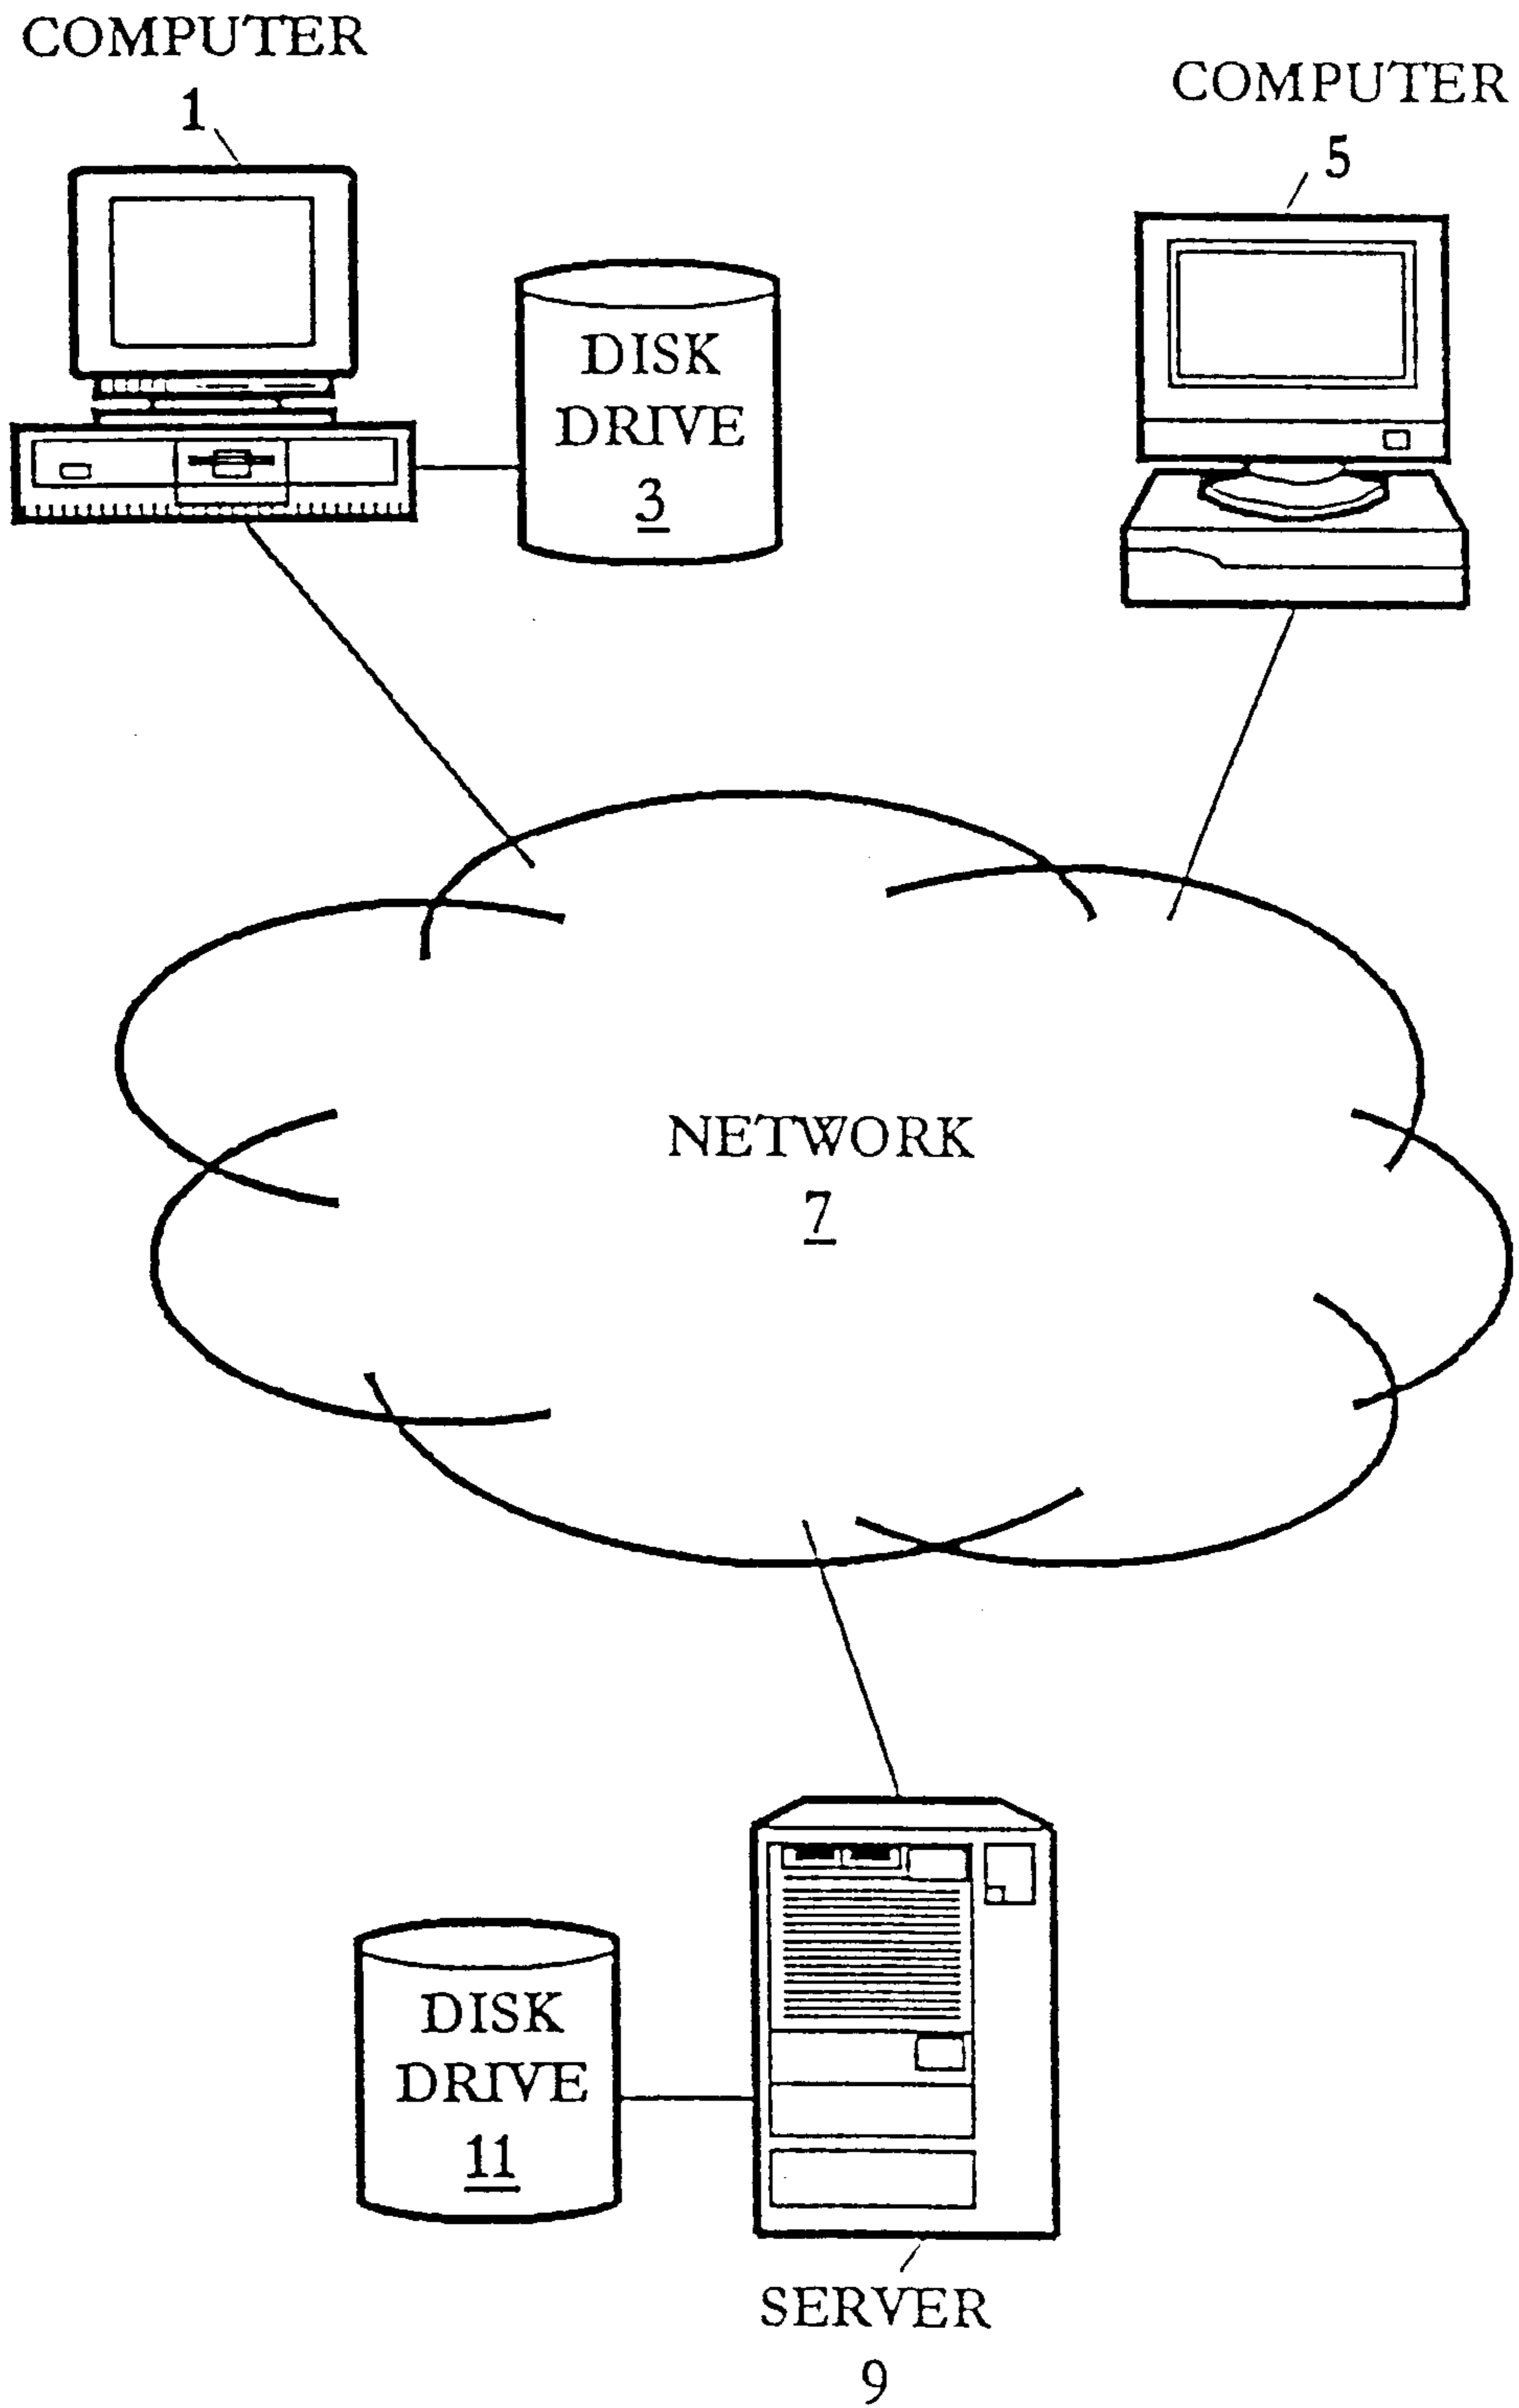 COMPUTER
1
COMPUTER
5
DISK
DRIVE
3
NETWORK
7
DISK
DRIVE
11
SERVER
9